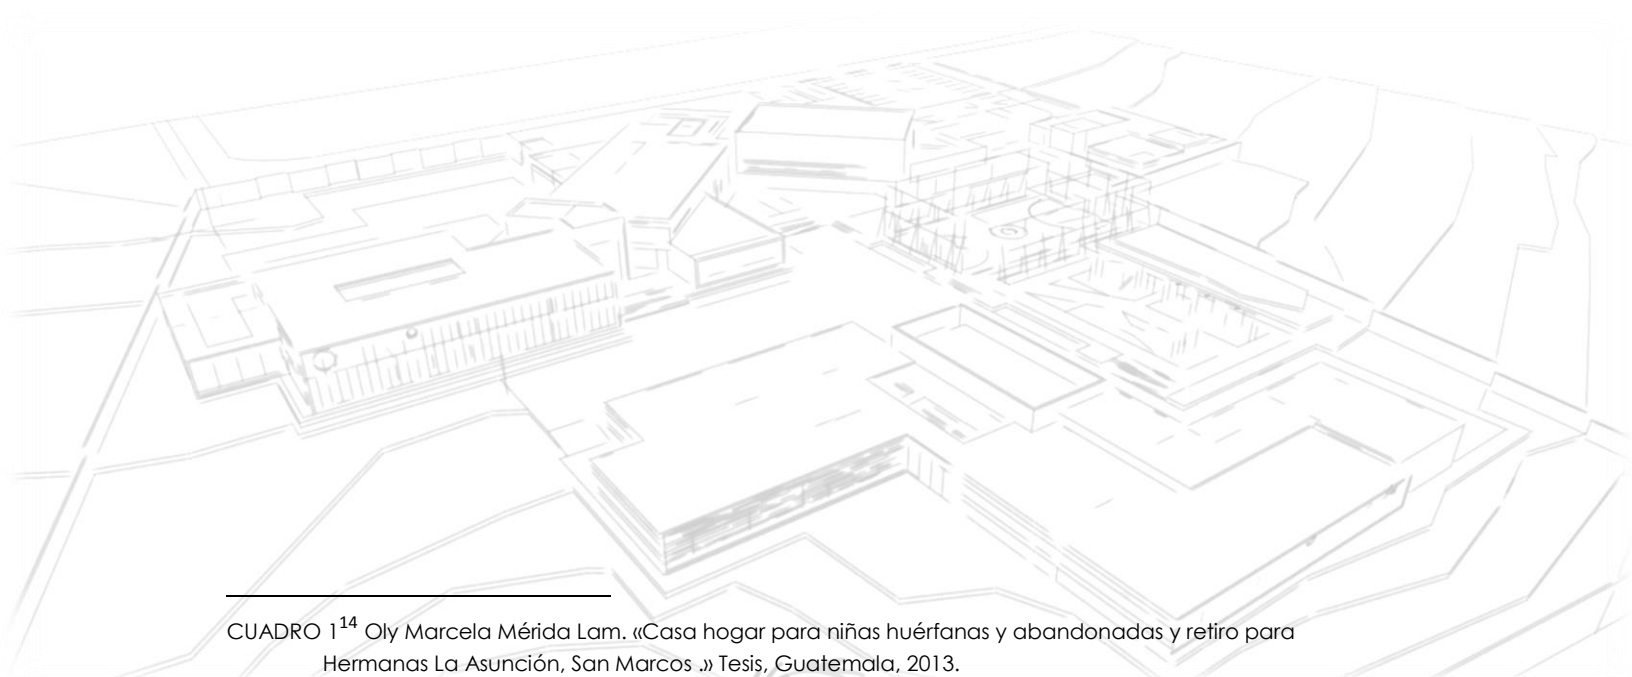 CUADRO 1¹⁴ Oly Marcela Mérida Lam. «Casa hogar para niñas huérfanas y abandonadas y retiro para
Hermanas La Asunción, San Marcos .» Tesis, Guatemala, 2013.